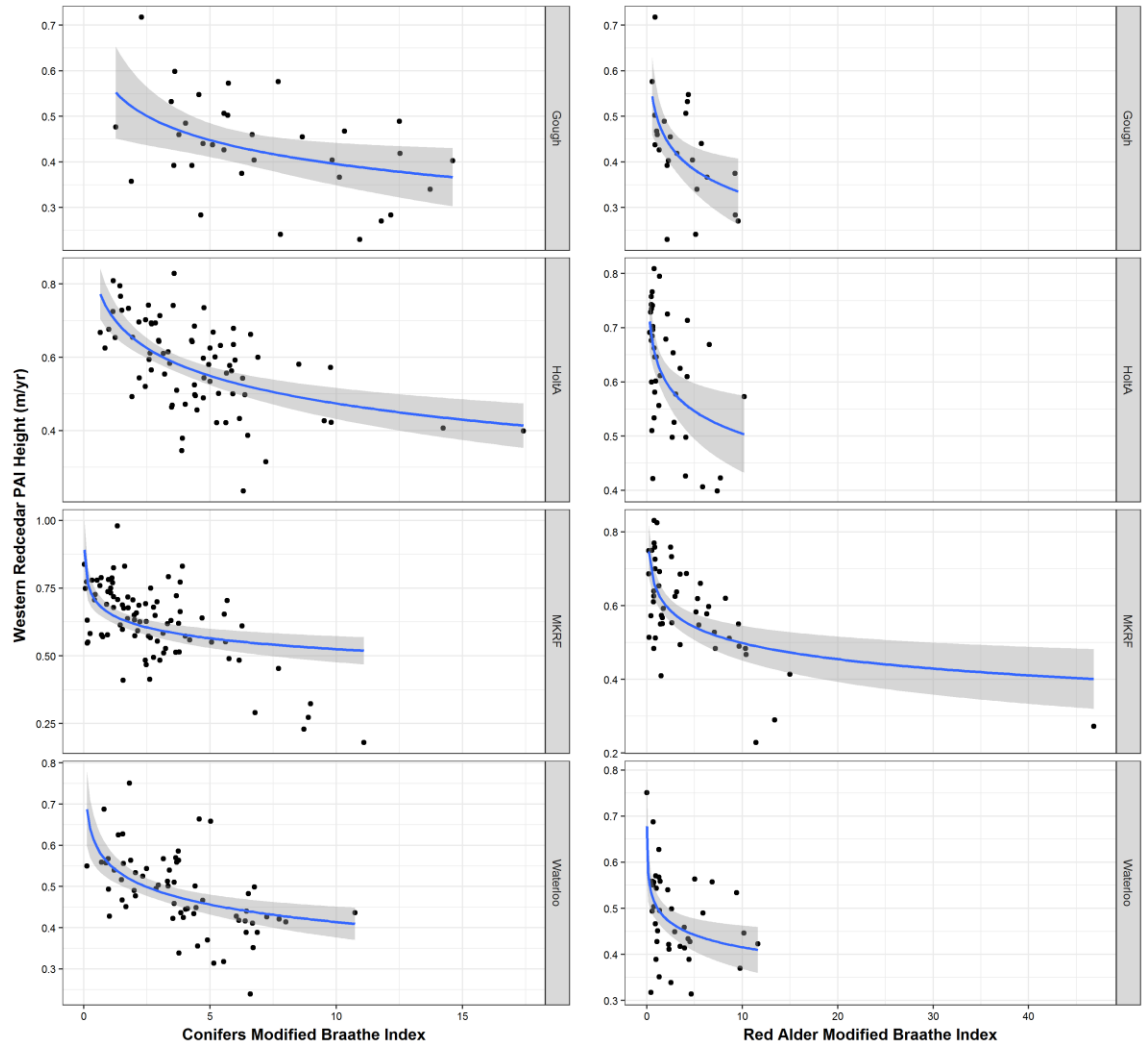 Western Redcedar PAI Height (m/yr)
0.7
0.6
0.5
0.4
0.3
Gough
0.8
0.6
0.4
HoltA
1.00
0.75
0.50
0.25
MKRF
0.8
0.7
0.6
0.5
0.4
0.3
Waterloo
0 5 10 15
Conifers Modified Braathe Index
0.7
0.6
0.5
0.4
0.3
Gough
0.8
0.7
0.6
0.5
0.4
HoltA
0.8
0.6
0.4
0.2
MKRF
0.8
0.7
0.6
0.5
0.4
0.3
Waterloo
0 10 20 30 40
Red Alder Modified Braathe Index